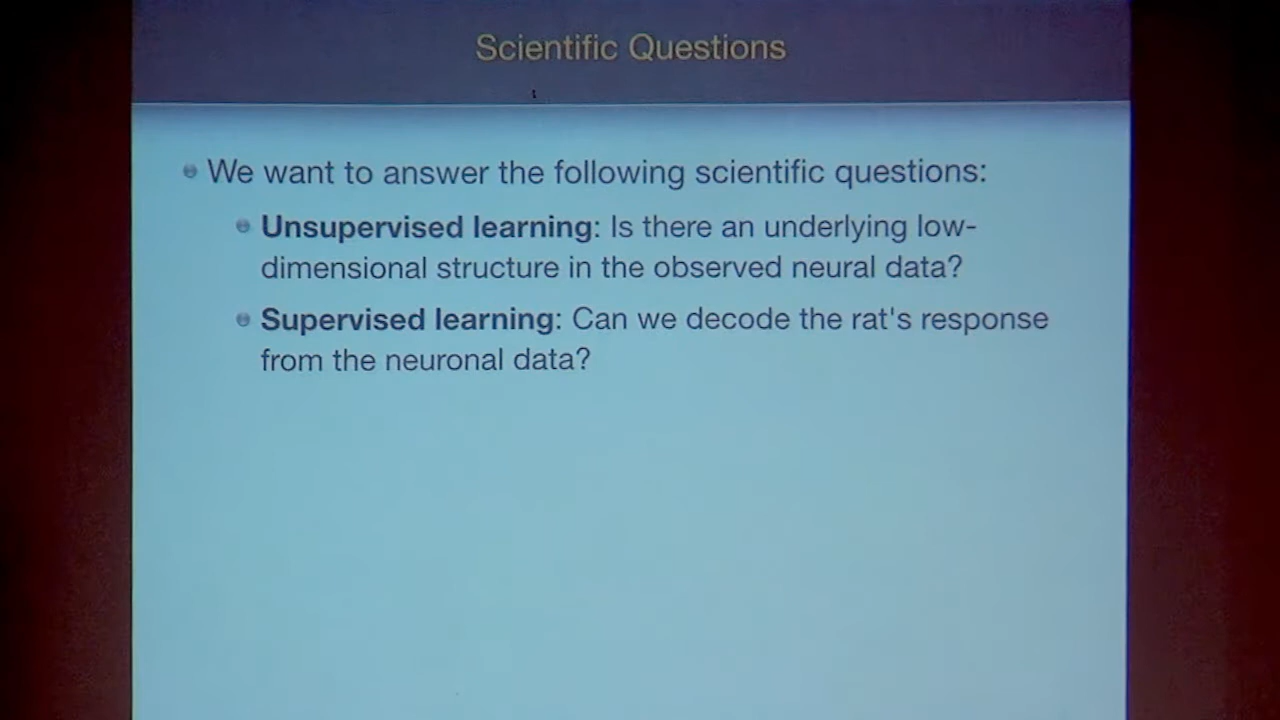 Scientific Questions
We want to answer the following scientific questions:
Unsupervised learning: Is there an underlying low-
dimensional structure in the observed neural data?
Supervised learning: Can we decode the rat's response
from the neuronal data?